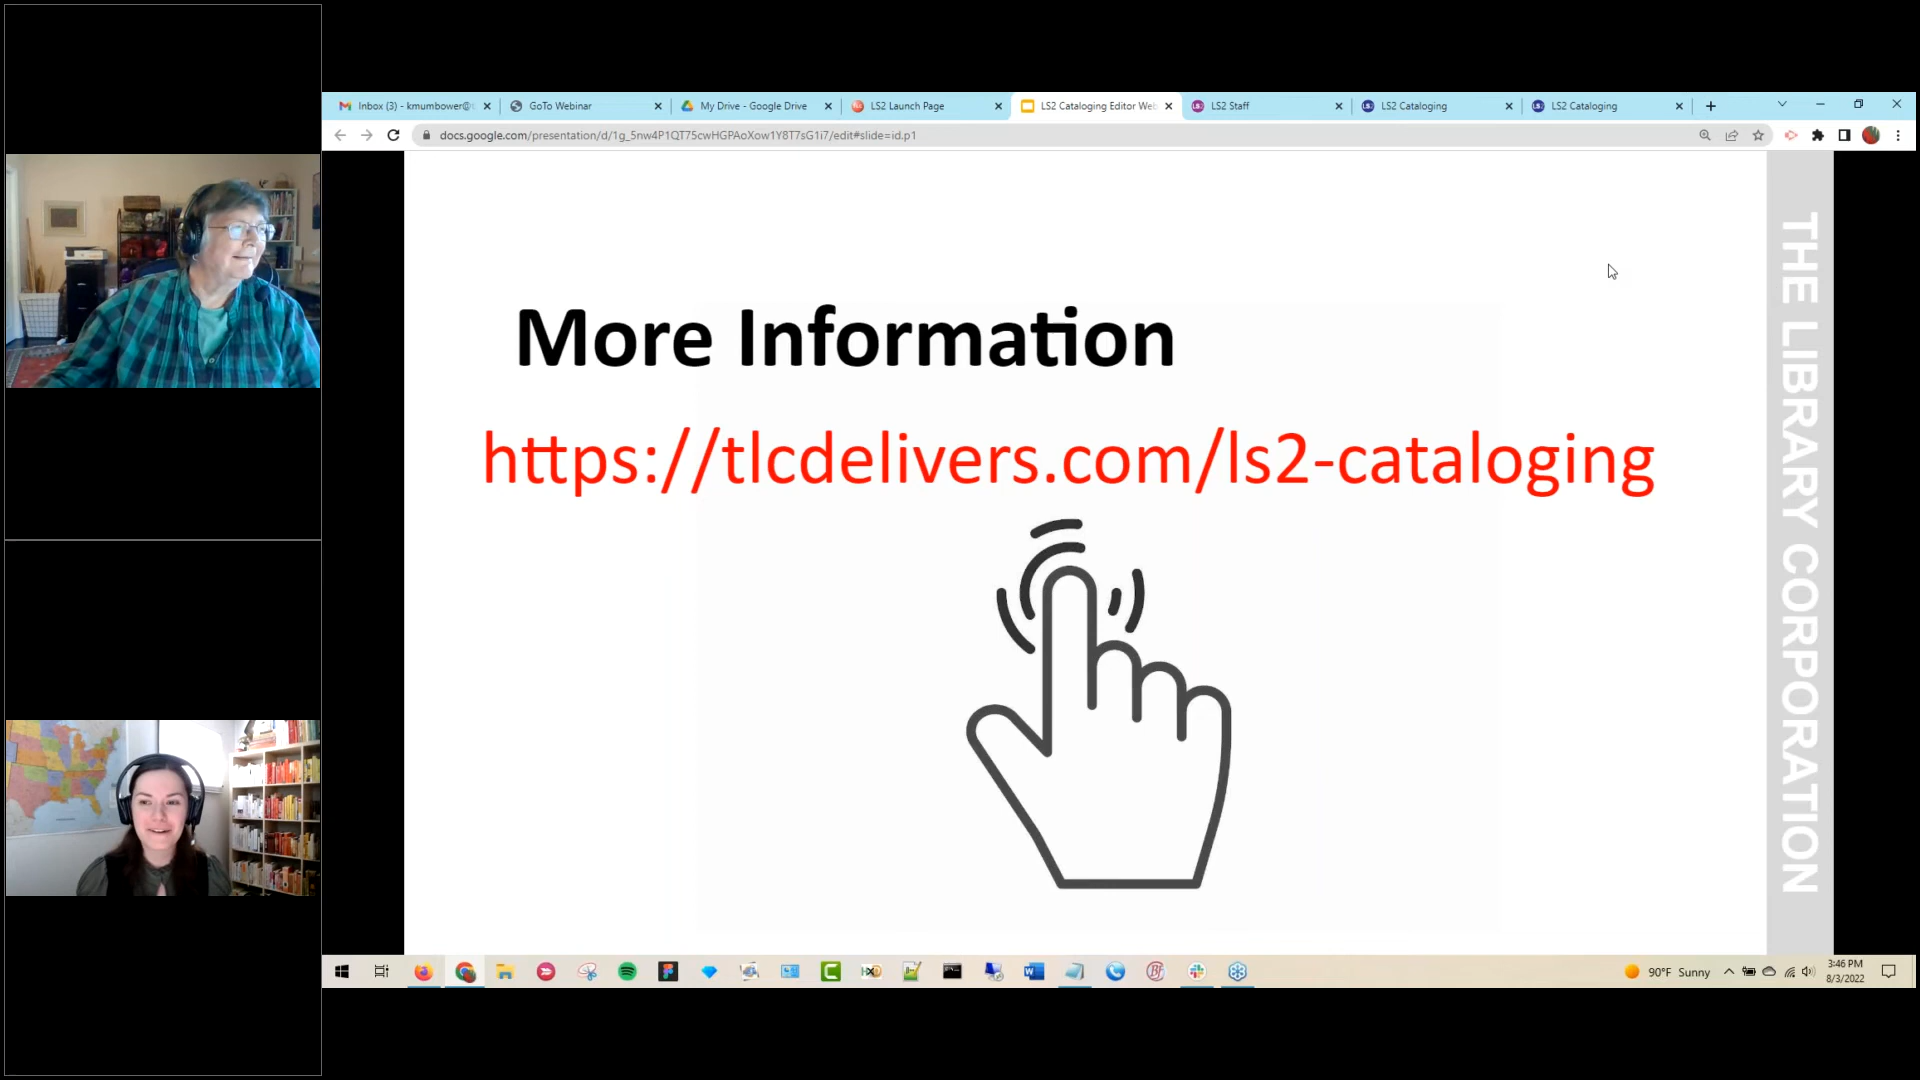 Inbox (3) - kmumbower@
GoTo Webinar
My Drive - Google Drive
LS2 Launch Page
LS2 Cataloging Editor Web
LS2 Staff
LS2 Cataloging
LS2 Cataloging
docs.google.com/presentation/d/1g_5nw4P1QT75cwHGPAoXow1Y8T7sG1i7/edit#slide=id.p1
More Information
https://tlcdelivers.com/ls2-cataloging
THE LIBRARY CORPORATION
90°F Sunny
3:46 PM
8/3/2022